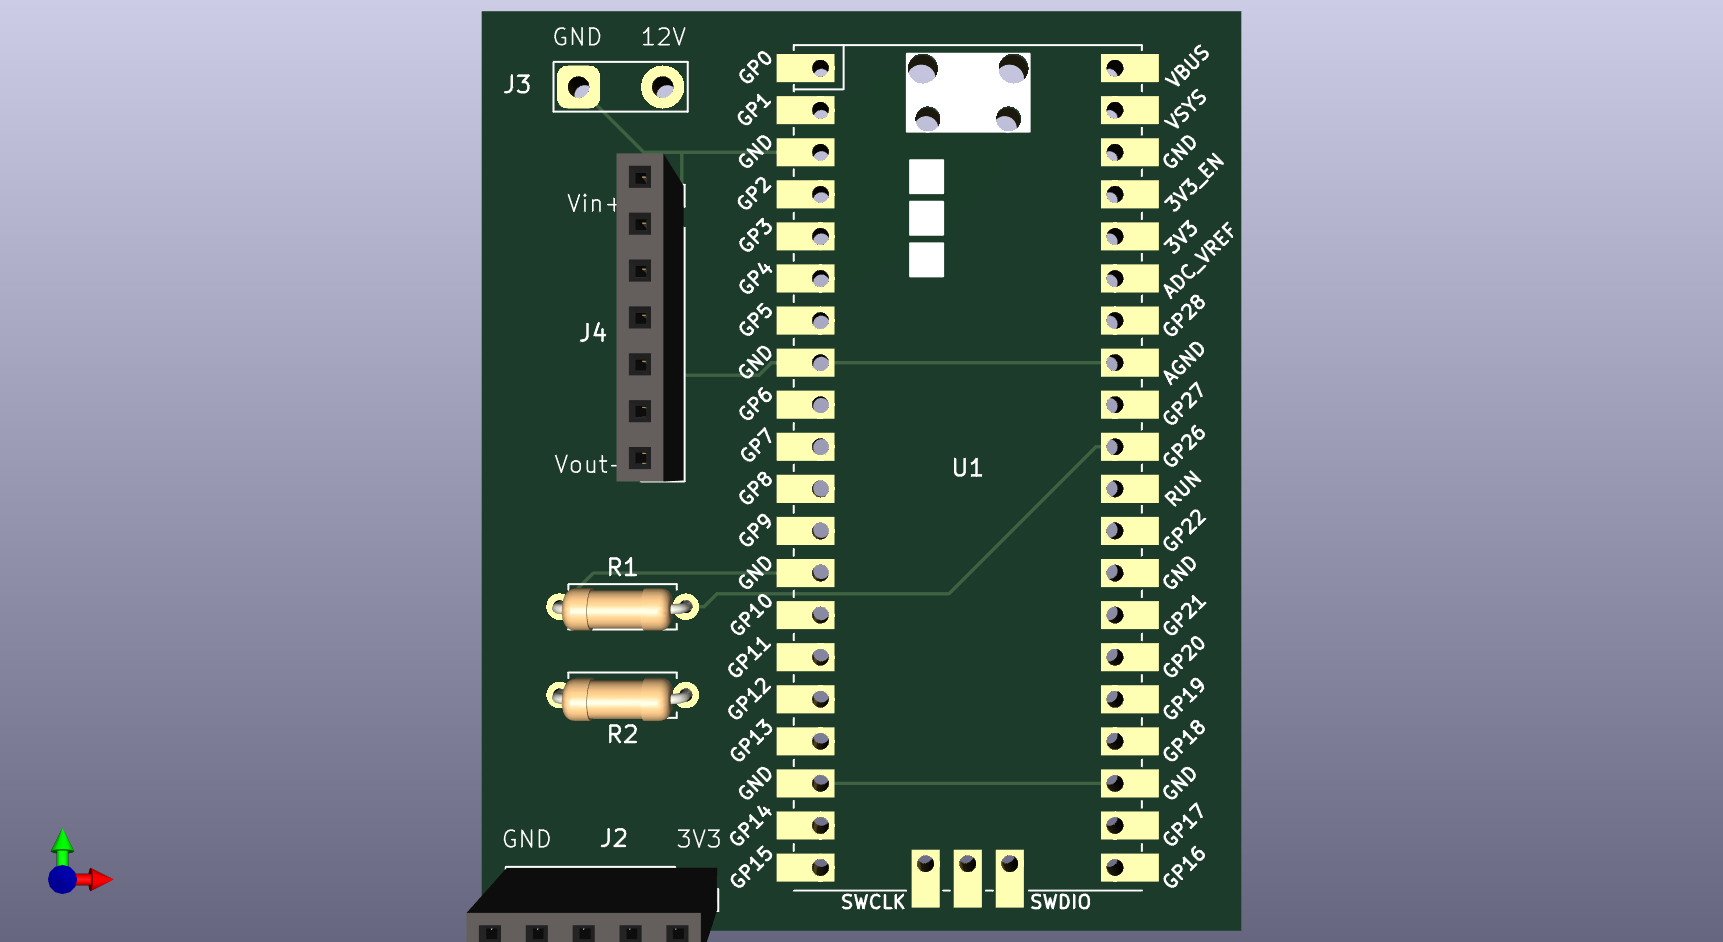 GND 12V
J3
Vin+
J4
Vout-
R1
R2
GND J2 3V3
GP0
GP1
GND
GP2
GP3
GP4
GP5
GND
GP6
GP7
GP8
GP9
GND
GP10
GP11
GP12
GP13
GND
GP14
GP15
U1
SWCLK SWDIO
VBUS
VSYS
GND
3V3_EN
3V3
ADC_VREF
GP28
AGND
GP27
GP26
RUN
GP22
GND
GP21
GP20
GP19
GP18
GND
GP17
GP16